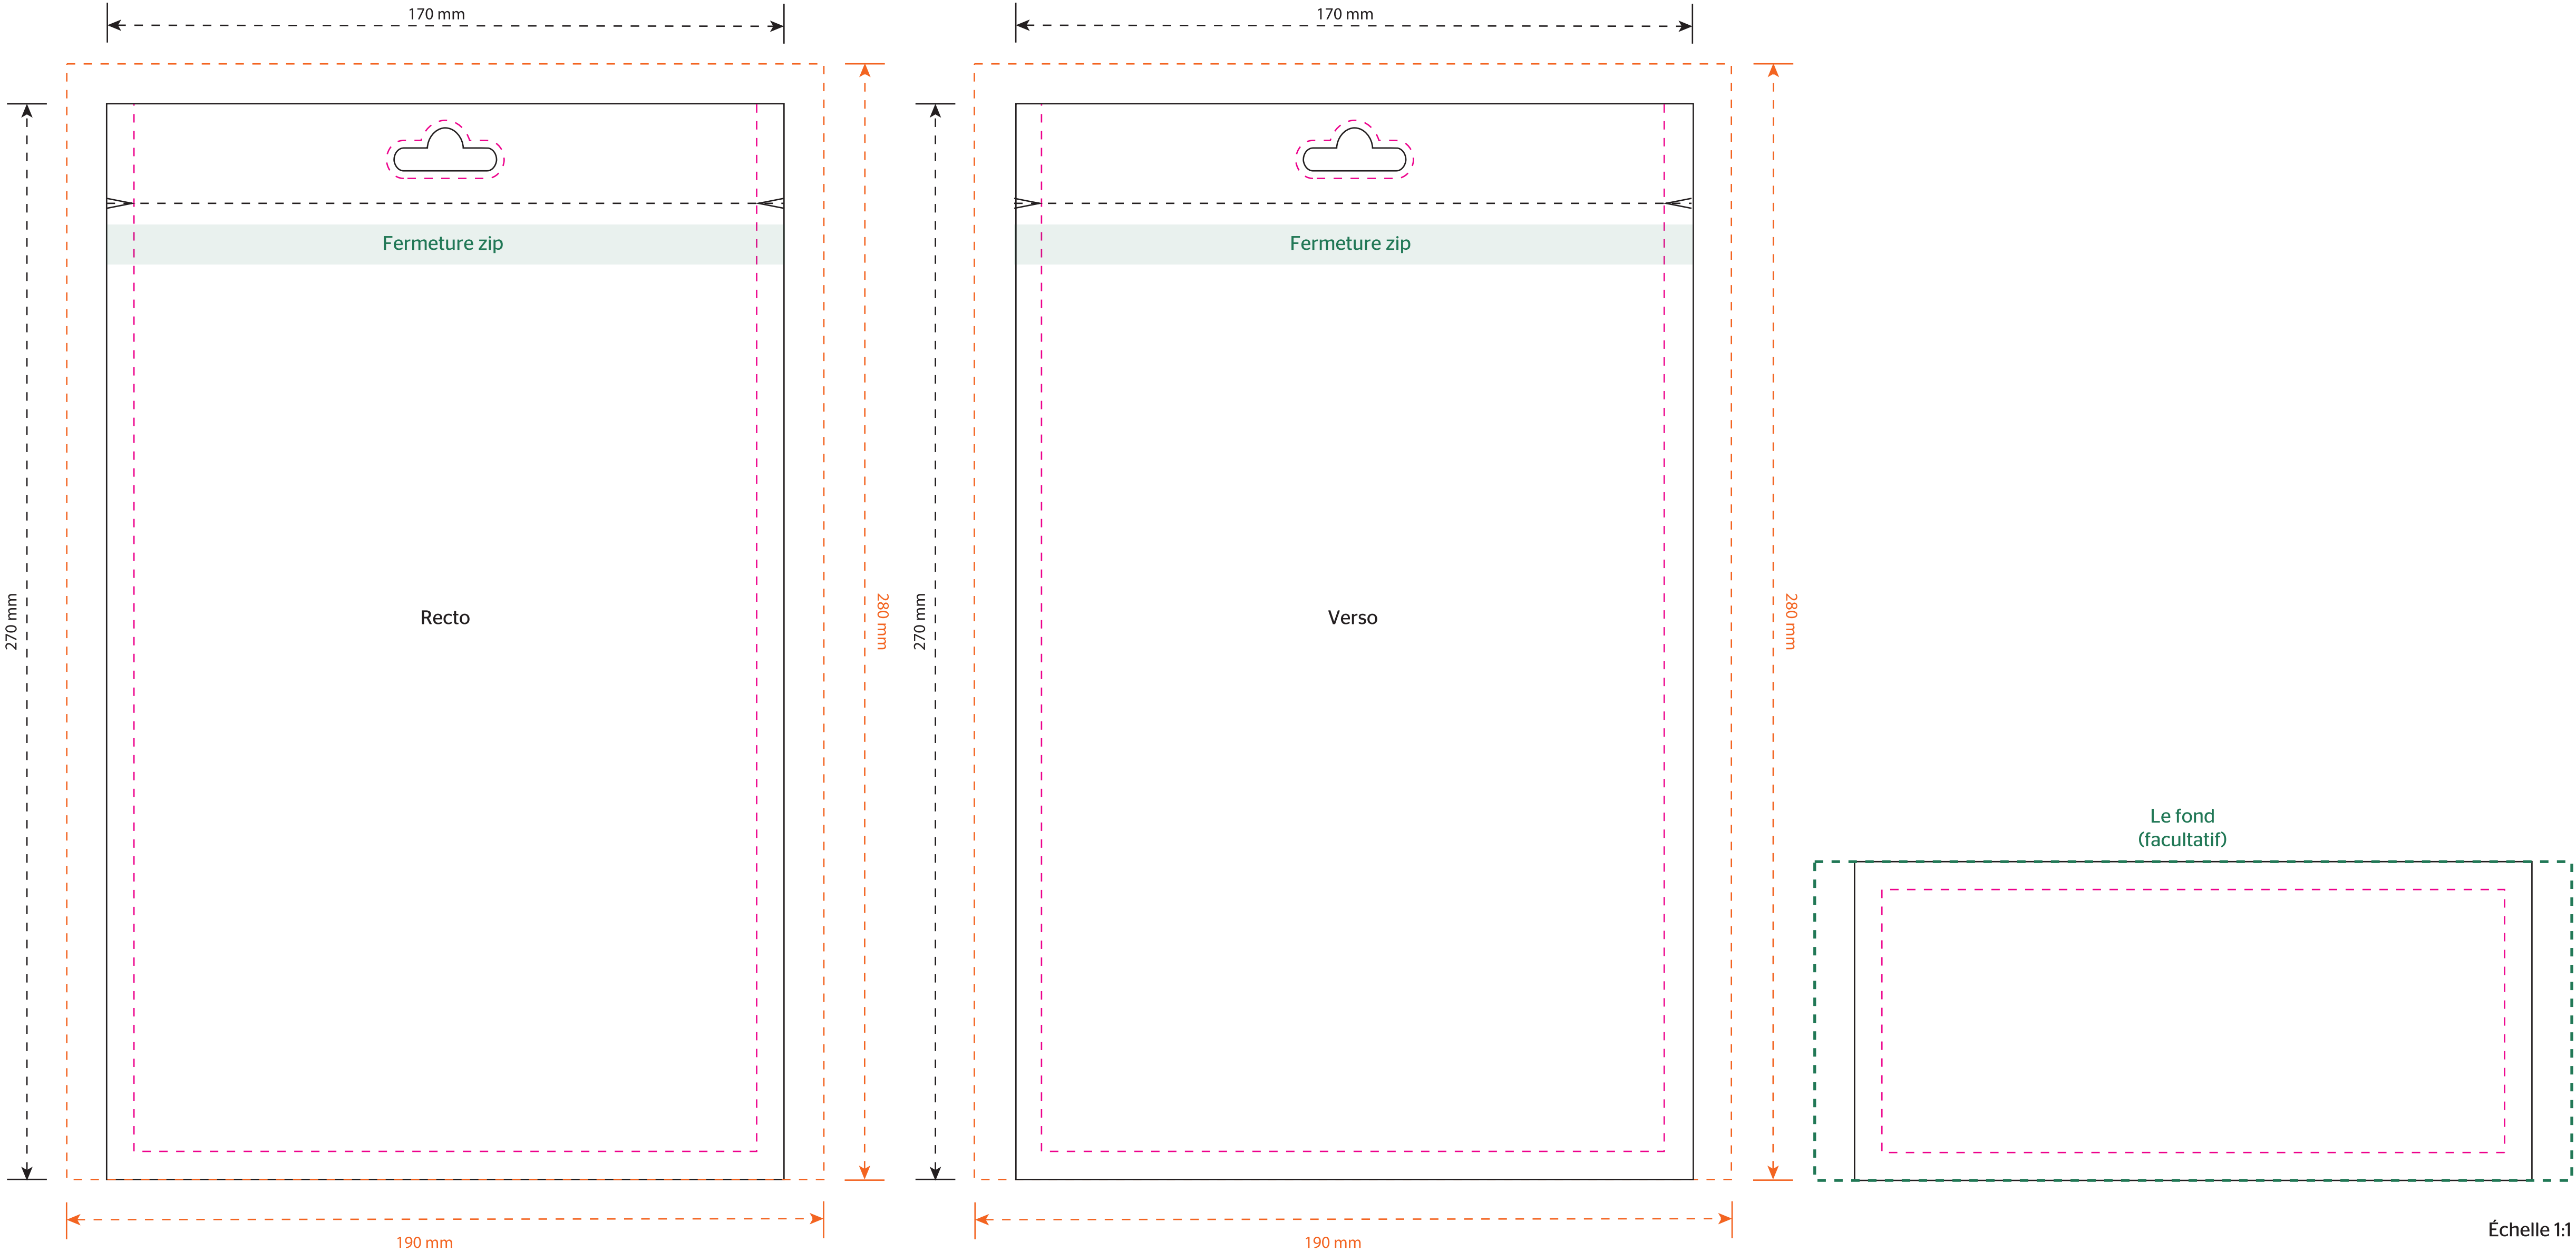 170 mm
170 mm
Fermeture zip
Fermeture zip
270 mm
Recto
280 mm
270 mm
Verso
280 mm
Le fond
(facultatif)
190 mm
190 mm
Échelle 1:1